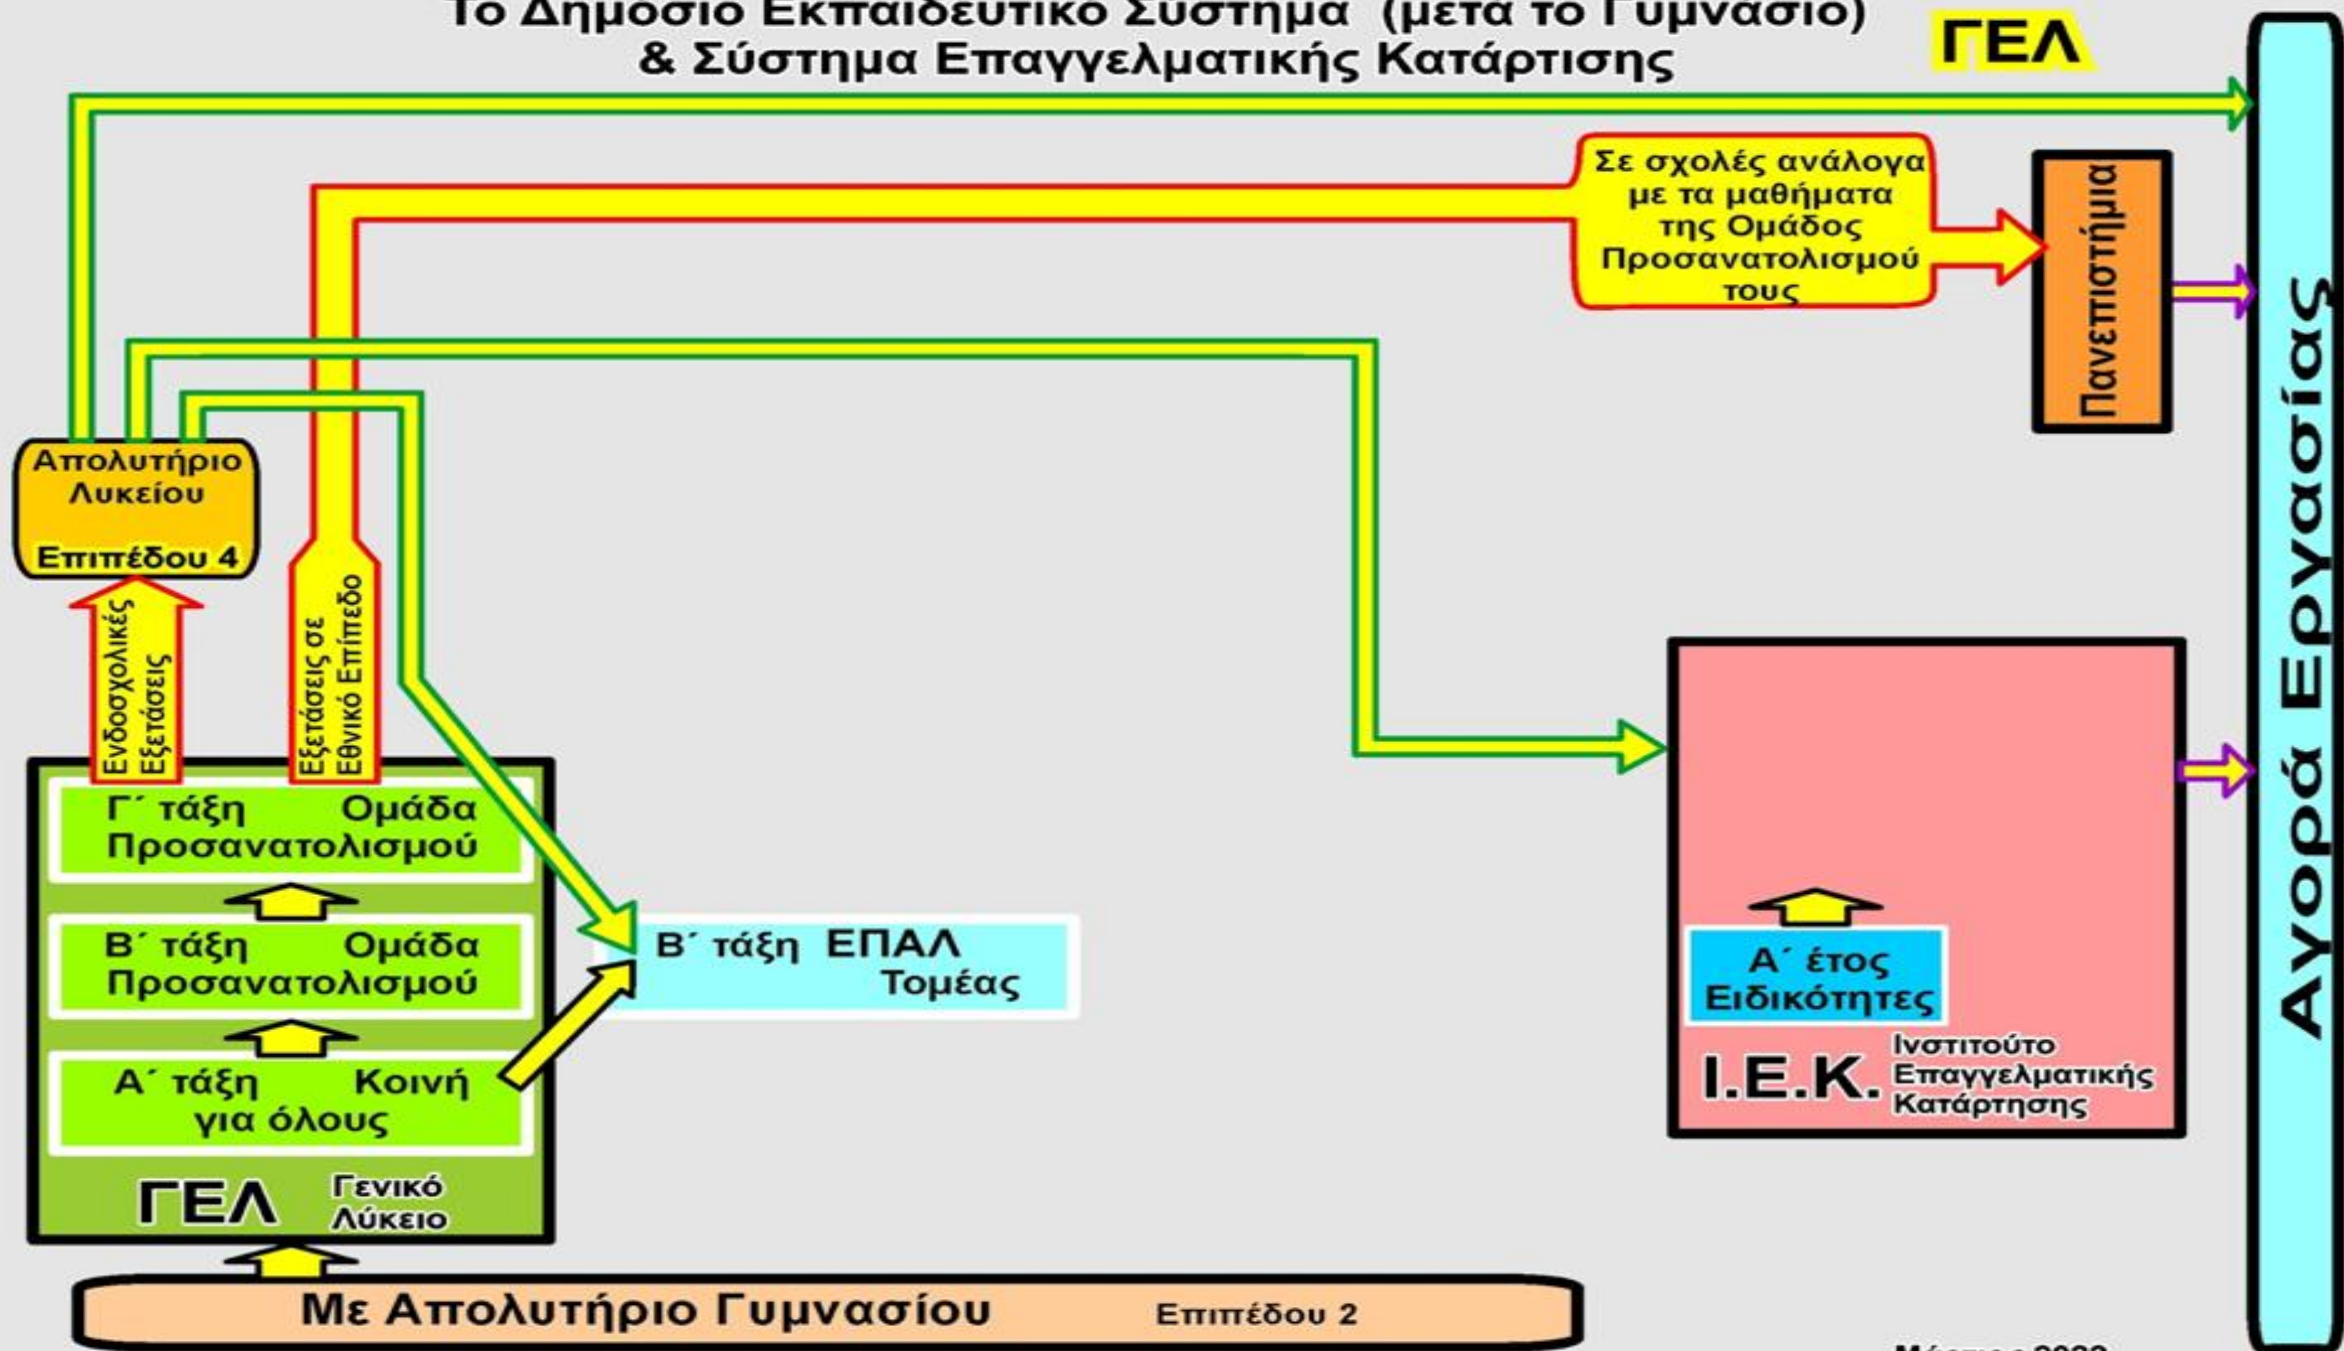 Το Δημόσιο Εκπαιδευτικό Σύστημα (μετά το Γυμνάσιο)
& Σύστημα Επαγγελματικής Κατάρτισης
ΓΕΛ
Σε σχολές ανάλογα
με τα μαθήματα
της Ομάδος
Προσανατολισμού
τους
Πανεπιστήμια
Αγορά Εργασίας
Απολυτήριο
Λυκείου
Επιπέδου 4
Ενδοσχολικές
Εξετάσεις
Εξετάσεις σε
Εθνικό Επίπεδο
Γ΄ τάξη Ομάδα
Προσανατολισμού
Β΄ τάξη Ομάδα
Προσανατολισμού
Α΄ τάξη Κοινή
για όλους
ΓΕΛ
Γενικό
Λύκειο
Β΄ τάξη ΕΠΑΛ
Τομέας
Α΄ έτος
Ειδικότητες
Ι.Ε.Κ.
Ινστιτούτο
Επαγγελματικής
Κατάρτησης
Με Απολυτήριο Γυμνασίου Επιπέδου 2